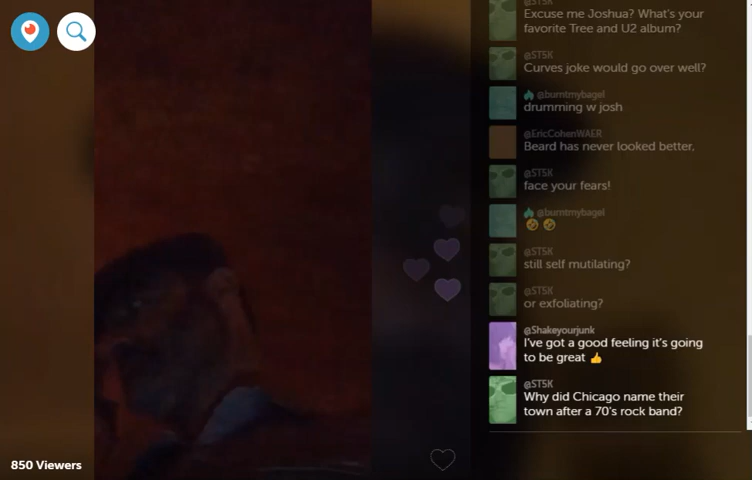 @ST5K
Excuse me Joshua? What's your
favorite Tree and U2 album?
@ST5K
Curves joke would go over well?
@burntmybagel
drumming w josh
@EricCohenWAER
Beard has never looked better.
@ST5K
face your fears!
@burntmybagel
🤣 🤣
@ST5K
still self mutilating?
@ST5K
or exfoliating?
@Shakeyourjunk
I've got a good feeling it's going
to be great 👍
@ST5K
Why did Chicago name their
town after a 70's rock band?
850 Viewers